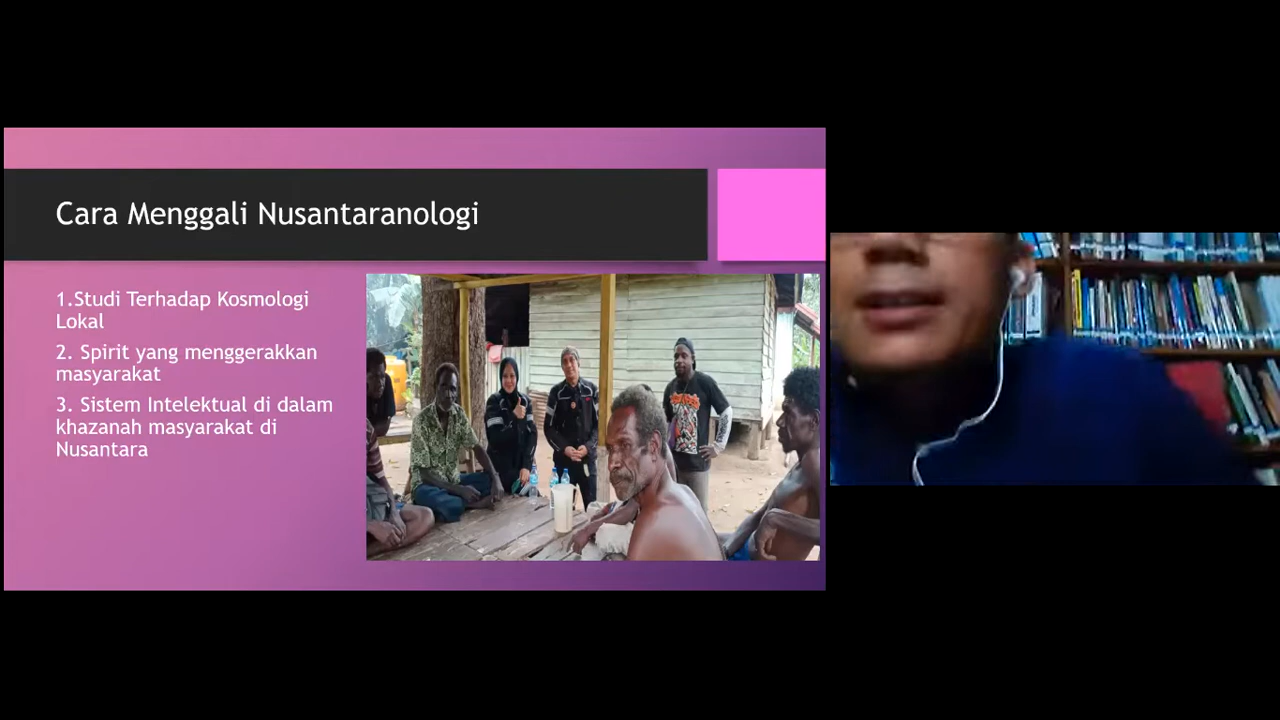 Cara Menggali Nusantaranologi
1.Studi Terhadap Kosmologi
Lokal
2. Spirit yang menggerakkan
masyarakat
3. Sistem Intelektual di dalam
khazanah masyarakat di
Nusantara